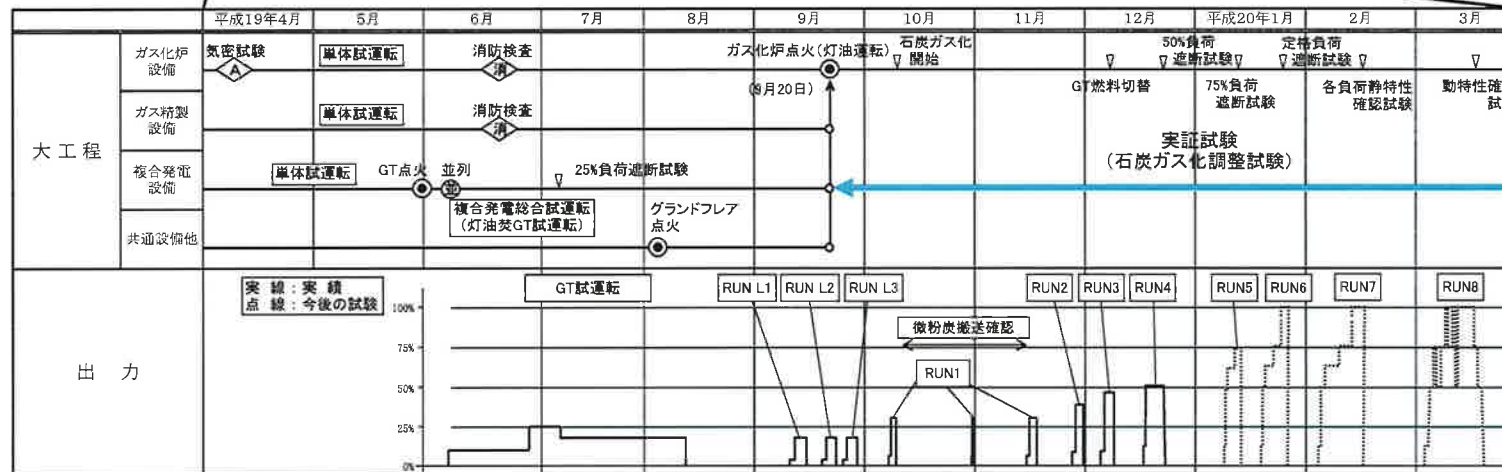 平成19年4月 5月 6月 7月 8月 9月 10月 11月 12月 平成20年1月 2月 3月
大工程
ガス化炉
設備
気密試験
A
単体試運転
消防検査
消
ガス化炉点火(灯油運転)
(9月20日)
石炭ガス化
開始
GT燃料切替
50%負荷
遮断試験
75%負荷
遮断試験
定格負荷
遮断試験
各負荷静特性
確認試験
動特性確
試
ガス精製
設備
単体試運転
消防検査
消
実証試験
(石炭ガス化調整試験)
複合発電
設備
単体試運転
GT点火
並列
並
25%負荷遮断試験
複合発電総合試運転
(灯油焚GT試運転)
共通設備他
グランドフレア
点火
出力
実線:実績
点線:今後の試験
100%
75%
50%
25%
0%
GT試運転
RUN L1
RUN L2
RUN L3
微粉炭搬送確認
RUN1
RUN2
RUN3
RUN4
RUN5
RUN6
RUN7
RUN8